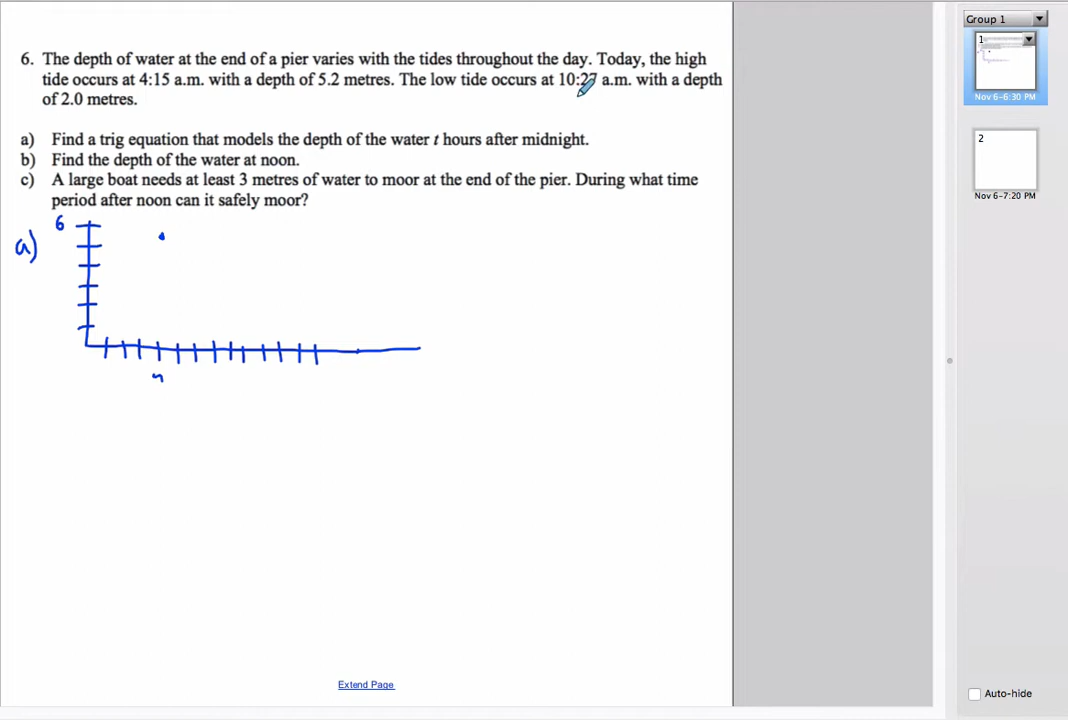 6. The depth of water at the end of a pier varies with the tides throughout the day. Today, the high
tide occurs at 4:15 a.m. with a depth of 5.2 metres. The low tide occurs at 10:27 a.m. with a depth
of 2.0 metres.
a) Find a trig equation that models the depth of the water t hours after midnight.
b) Find the depth of the water at noon.
c) A large boat needs at least 3 metres of water to moor at the end of the pier. During what time
period after noon can it safely moor?
a)
6
Extend Page
Group 1
1
Nov 6-6:30 PM
2
Nov 6-7:20 PM
Auto-hide